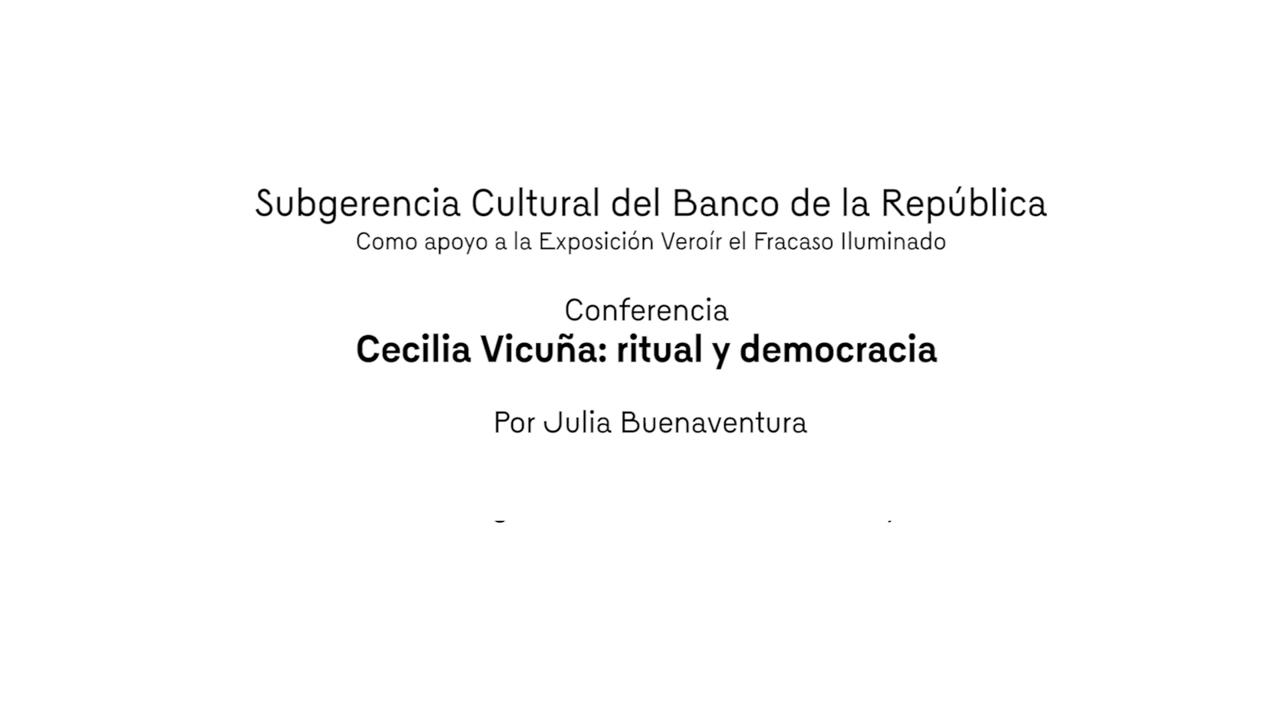 Subgerencia Cultural del Banco de la República
Como apoyo a la Exposición Veroír el Fracaso Iluminado
Conferencia
Cecilia Vicuña: ritual y democracia
Por Julia Buenaventura